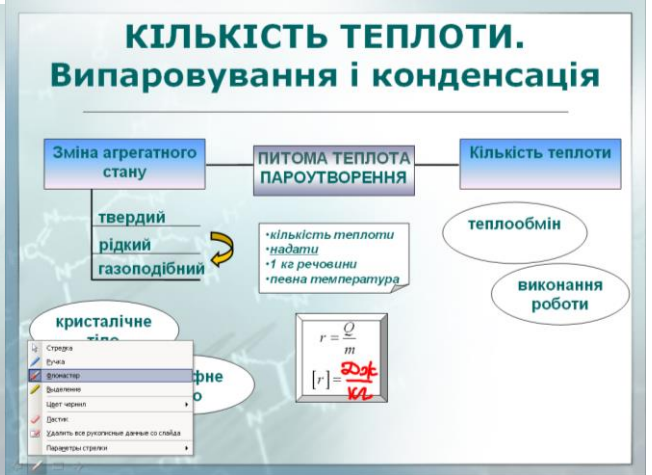 КІЛЬКІСТЬ ТЕПЛОТИ.
Випаровування і конденсація
Зміна агрегатного
стану
ПИТОМА ТЕПЛОТА
ПАРОУТВОРЕННЯ
Кількість теплоти
твердий
рідкий
газоподібний
•кількість теплоти
•надати
•1 кг речовини
•певна температура
теплообмін
виконання
роботи
кристалічне
тіло
фне
о
r = Q/m
[r] = Дж/кг
Стрелка
Ручка
Фломастер
Выделение
Цвет чернил
Ластик
Удалить все рукописные данные со слайда
Параметры стрелки